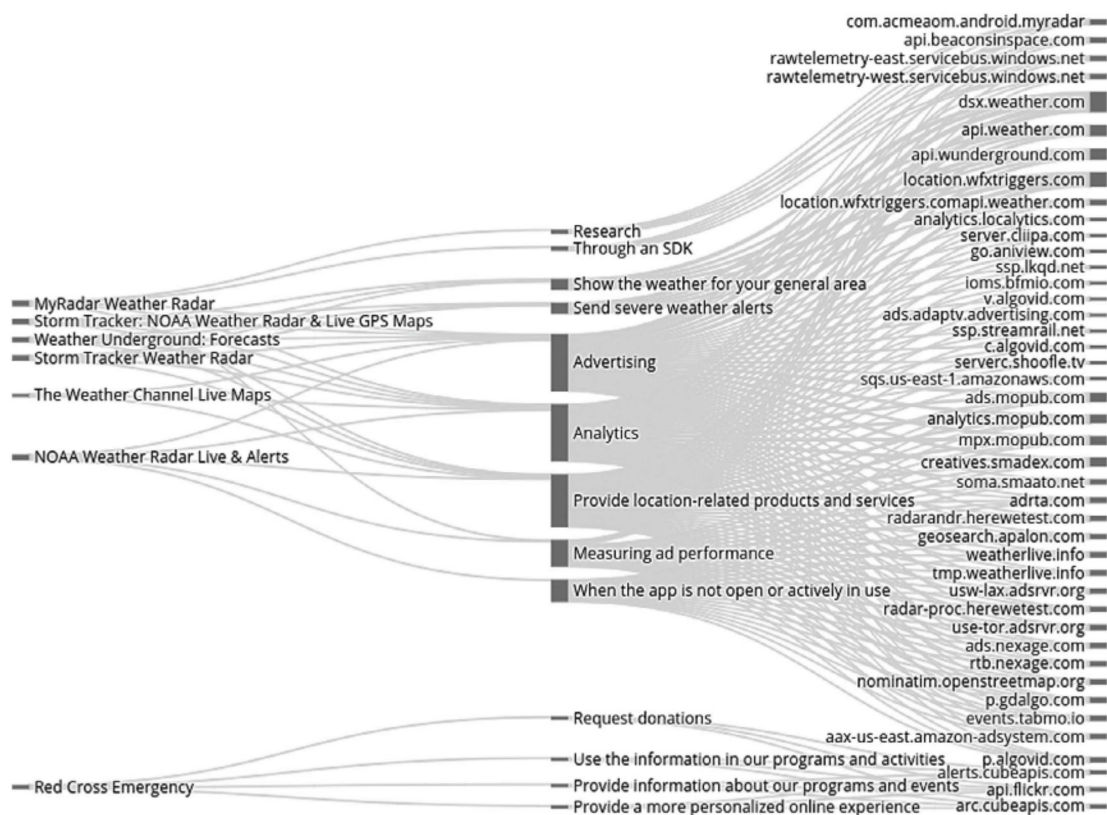 MyRadar Weather Radar
Storm Tracker: NOAA Weather Radar & Live GPS Maps
Weather Underground: Forecasts
Storm Tracker Weather Radar
The Weather Channel Live Maps
NOAA Weather Radar Live & Alerts
Red Cross Emergency
Research
Through an SDK
Show the weather for your general area
Send severe weather alerts
Advertising
Analytics
Provide location-related products and services
Measuring ad performance
When the app is not open or actively in use
Request donations
Use the information in our programs and activities
Provide information about our programs and events
Provide a more personalized online experience
com.acmeaom.android.myradar
api.beaconsinspace.com
rawtelemetry-east.servicebus.windows.net
rawtelemetry-west.servicebus.windows.net
dsx.weather.com
api.weather.com
api.wunderground.com
location.wfxtriggers.com
location.wfxtriggers.comapi.weather.com
analytics.localytics.com
server.cliipa.com
go.aniview.com
ssp.lkqd.net
ioms.bfmio.com
v.algovid.com
ads.adaptv.advertising.com
ssp.streamrail.net
c.algovid.com
serverc.shoofle.tv
sqs.us-east-1.amazonaws.com
ads.mopub.com
analytics.mopub.com
mpx.mopub.com
creatives.smadex.com
soma.smaato.net
adrta.com
radarandr.herewetest.com
geosearch.apalon.com
weatherlive.info
tmp.weatherlive.info
usw-lax.adsrvr.org
radar-proc.herewetest.com
use-tor.adsrvr.org
ads.nexage.com
rtb.nexage.com
nominatim.openstreetmap.org
p.gdalgo.com
events.tabmo.io
aax-us-east.amazon-adsystem.com
p.algovid.com
alerts.cubeapis.com
api.flickr.com
arc.cubeapis.com